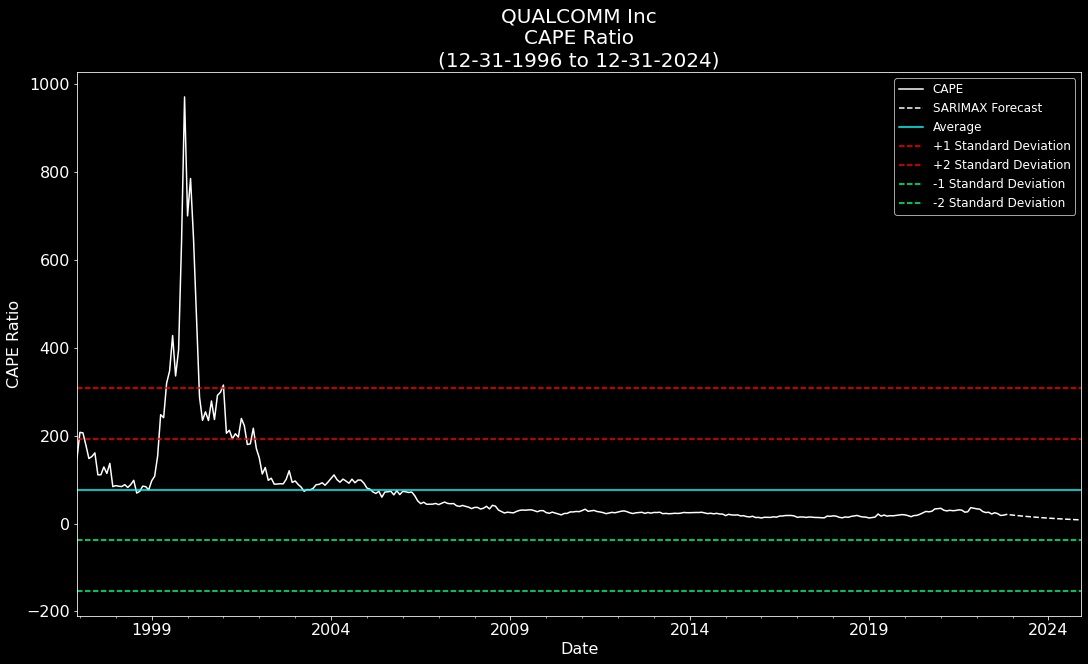 QUALCOMM Inc
CAPE Ratio
(12-31-1996 to 12-31-2024)
1000
800
600
400
200
0
−200
CAPE Ratio
CAPE
SARIMAX Forecast
Average
+1 Standard Deviation
+2 Standard Deviation
-1 Standard Deviation
-2 Standard Deviation
1999 2004 2009 2014 2019 2024
Date